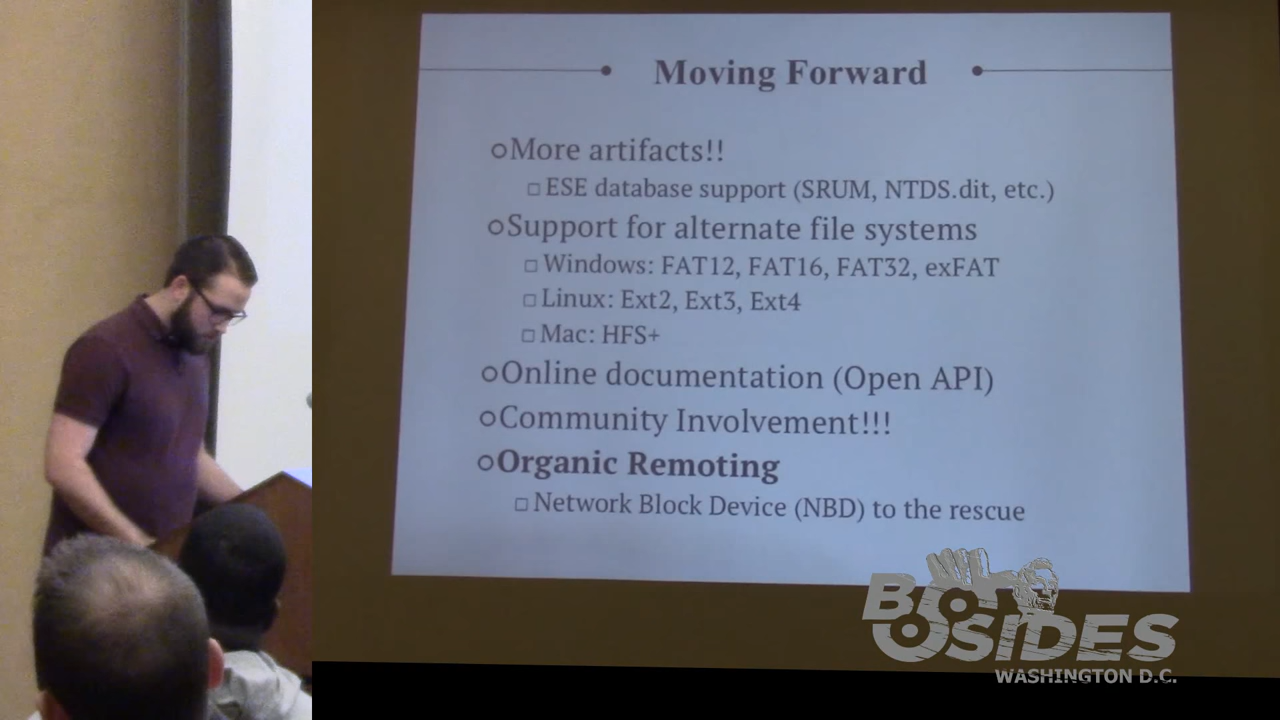 Moving Forward
○More artifacts!!
□ ESE database support (SRUM, NTDS.dit, etc.)
○Support for alternate file systems
□ Windows: FAT12, FAT16, FAT32, exFAT
□ Linux: Ext2, Ext3, Ext4
□ Mac: HFS+
○Online documentation (Open API)
○Community Involvement!!!
○Organic Remoting
□ Network Block Device (NBD) to the rescue
BSIDES
WASHINGTON D.C.